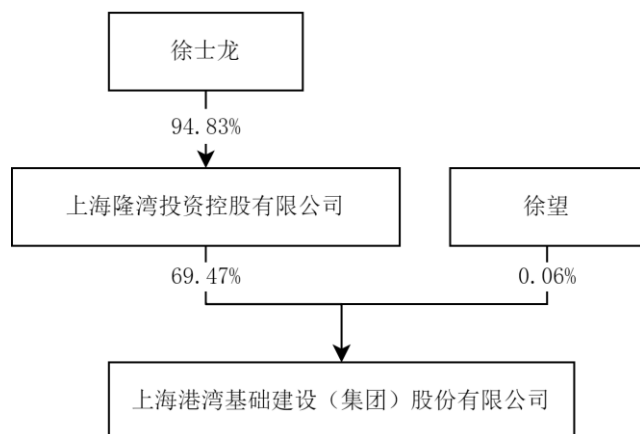 徐士龙
94.83%
上海隆湾投资控股有限公司
徐望
69.47%
0.06%
上海港湾基础建设（集团）股份有限公司